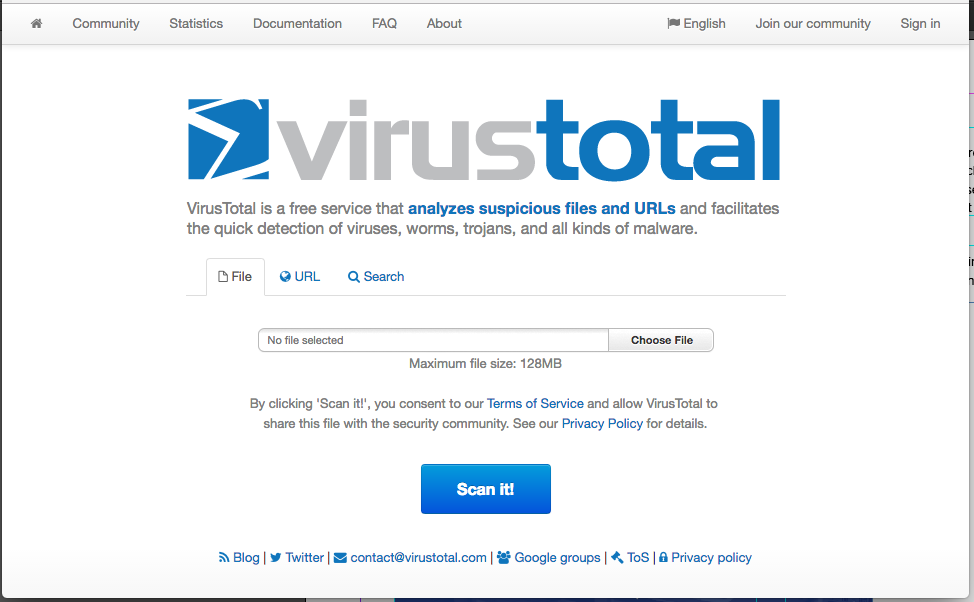 Community Statistics Documentation FAQ About English Join our community Sign in
virustotal
VirusTotal is a free service that analyzes suspicious files and URLs and facilitates
the quick detection of viruses, worms, trojans, and all kinds of malware.
File URL Search
No file selected Choose File
Maximum file size: 128MB
By clicking 'Scan it!', you consent to our Terms of Service and allow VirusTotal to
share this file with the security community. See our Privacy Policy for details.
Scan it!
Blog | Twitter | contact@virustotal.com | Google groups | ToS | Privacy policy